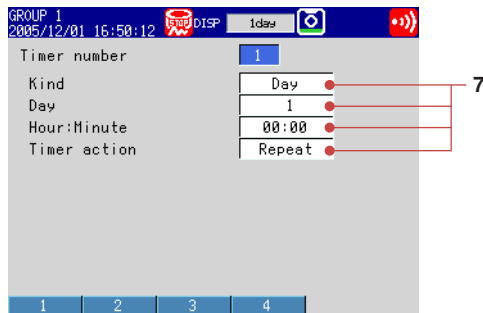 GROUP 1
2005/12/01 16:50:12 STOP DISP 1day
Timer number 1
Kind Day
7
Day 1
Hour:Minute 00:00
Timer action Repeat
1 2 3 4